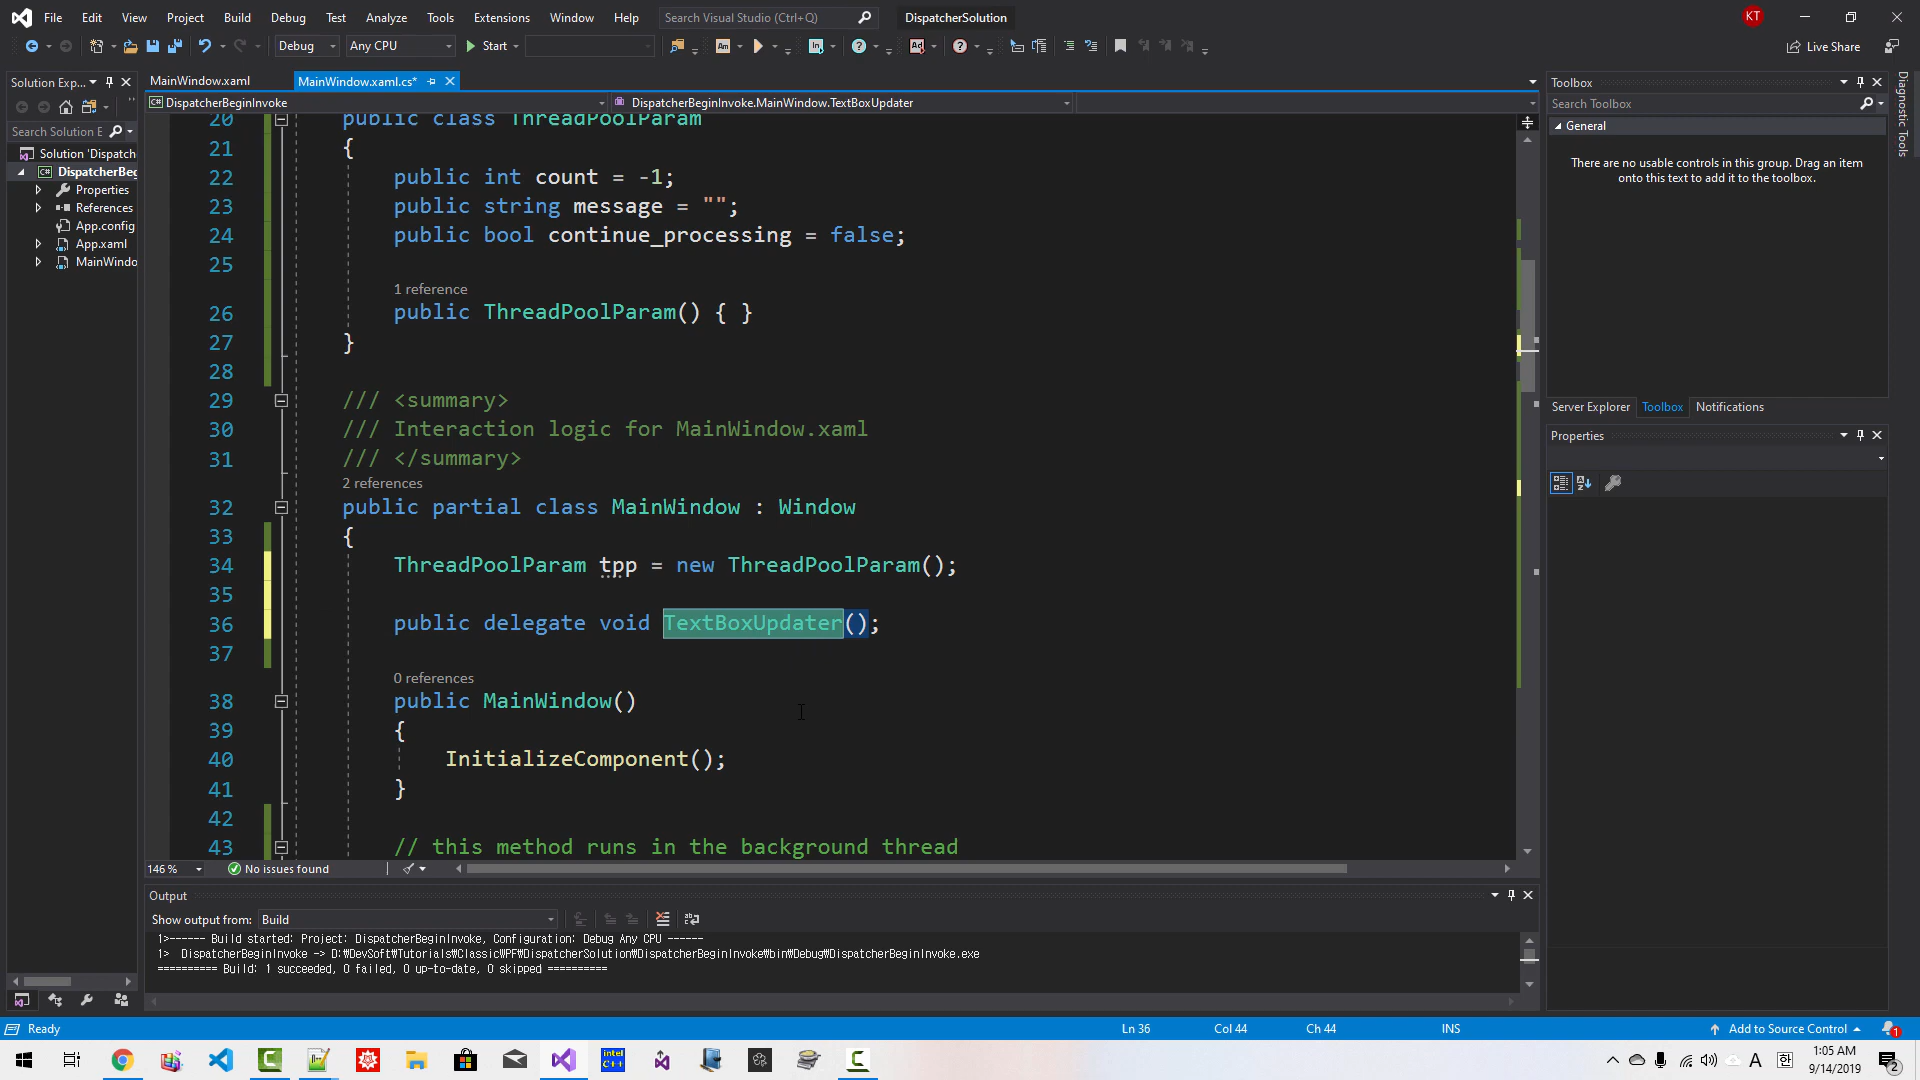 File Edit View Project Build Debug Test Analyze Tools Extensions Window Help Search Visual Studio (Ctrl+Q) DispatcherSolution KT
Debug Any CPU Start Live Share
Solution Exp... MainWindow.xaml MainWindow.xaml.cs* Toolbox
DispatcherBeginInvoke DispatcherBeginInvoke.MainWindow.TextBoxUpdater Search Toolbox
Search Solution E
General
There are no usable controls in this group. Drag an item
onto this text to add it to the toolbox.
Diagnostic Tools
Solution 'Dispatch
DispatcherBeg
Properties
References
App.config
App.xaml
MainWindo
20 public class ThreadPoolParam
21 {
22 public int count = -1;
23 public string message = "";
24 public bool continue_processing = false;
25
1 reference
26 public ThreadPoolParam() { }
27 }
28
29 /// <summary>
30 /// Interaction logic for MainWindow.xaml
31 /// </summary>
2 references
32 public partial class MainWindow : Window
33 {
34 ThreadPoolParam tpp = new ThreadPoolParam();
35
36 public delegate void TextBoxUpdater();
37
0 references
38 public MainWindow()
39 {
40 InitializeComponent();
41 }
42
43 // this method runs in the background thread
Server Explorer Toolbox Notifications
Properties
146 % No issues found
Output
Show output from: Build
1>------ Build started: Project: DispatcherBeginInvoke, Configuration: Debug Any CPU ------
1> DispatcherBeginInvoke -> D:₩DevSoft₩Tutorials₩ClassicWPF₩DispatcherSolution₩DispatcherBeginInvoke₩bin₩Debug₩DispatcherBeginInvoke.exe
========== Build: 1 succeeded, 0 failed, 0 up-to-date, 0 skipped ==========
Ready Ln 36 Col 44 Ch 44 INS Add to Source Control 1
intel C++ A 한 1:05 AM
9/14/2019 2